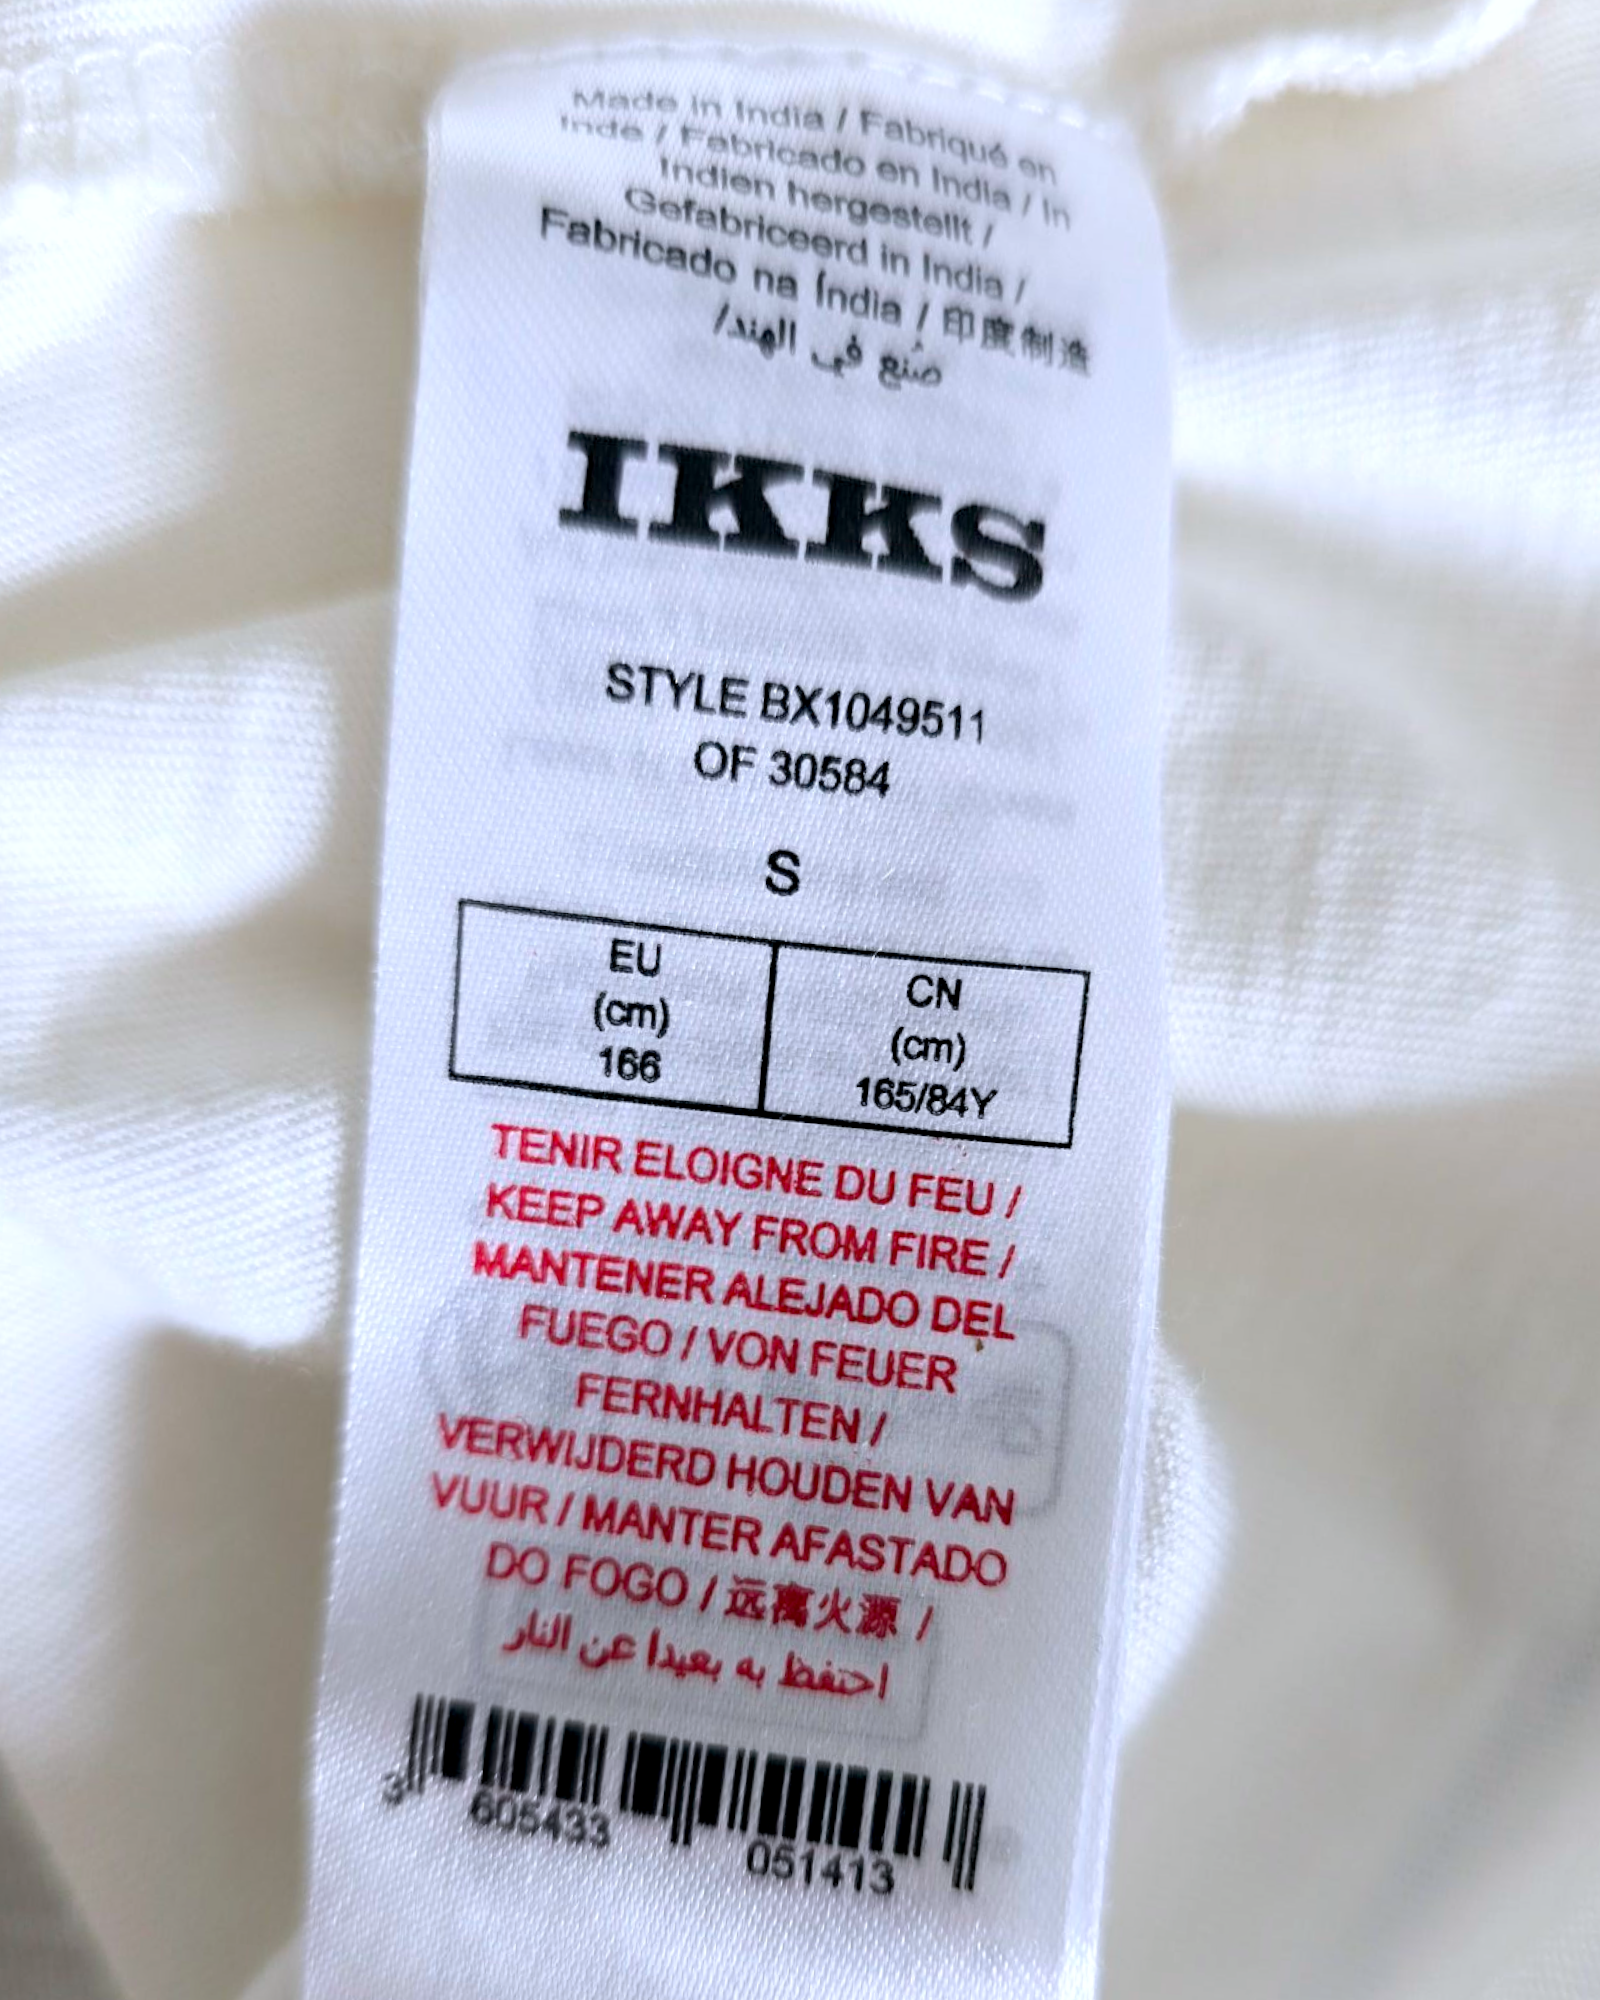 Made in India / Fabriqué en
Inde / Fabricado en India / In
Indien hergestellt /
Gefabriceerd in India /
Fabricado na Índia / 印度制造
/صُنع في الهند
IKKS
STYLE BX1049511
OF 30584
S
EU
(cm)
166
CN
(cm)
165/84Y
TENIR ELOIGNE DU FEU /
KEEP AWAY FROM FIRE /
MANTENER ALEJADO DEL
FUEGO / VON FEUER
FERNHALTEN /
VERWIJDERD HOUDEN VAN
VUUR / MANTER AFASTADO
DO FOGO / 远离火源 /
احتفظ به بعيدا عن النار
3 605433 051413